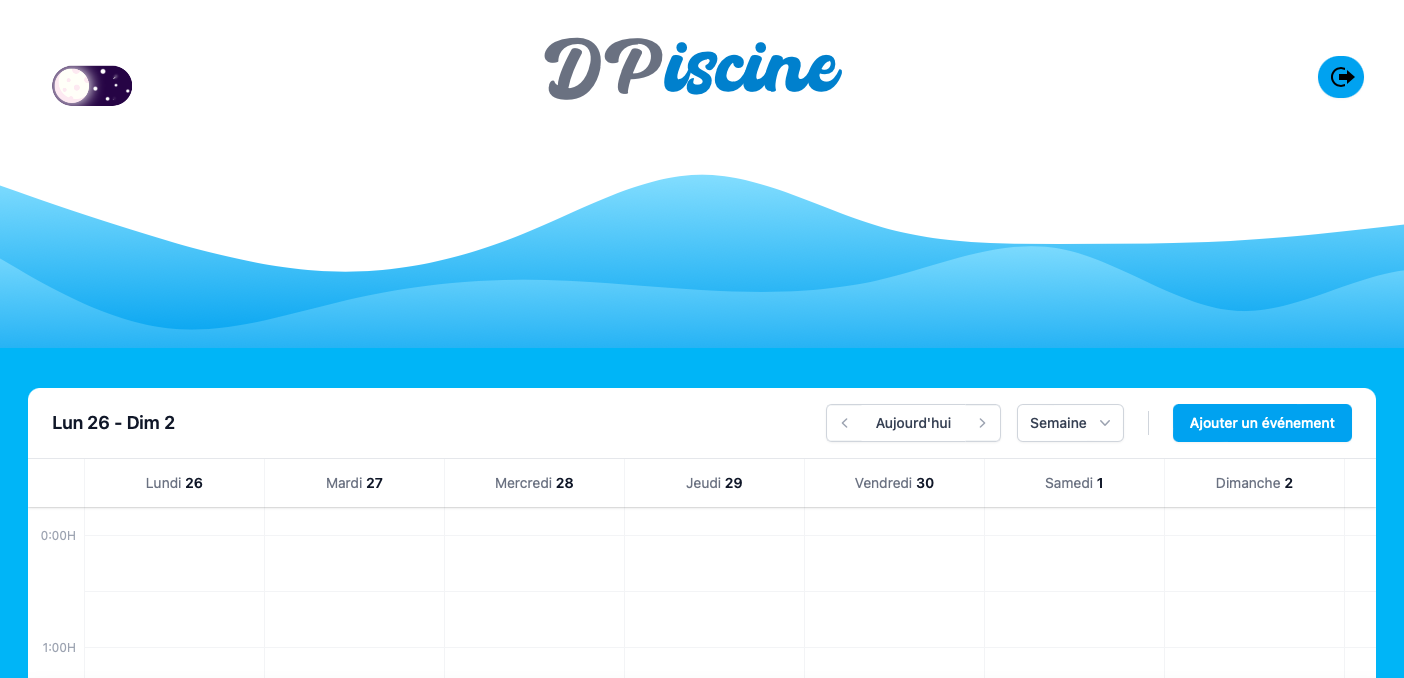 DPiscine
Lun 26 - Dim 2
Aujourd'hui
Semaine
Ajouter un événement
Lundi 26
Mardi 27
Mercredi 28
Jeudi 29
Vendredi 30
Samedi 1
Dimanche 2
0:00H
1:00H